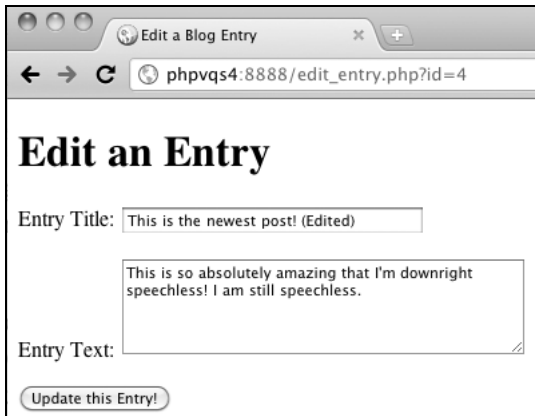 Edit a Blog Entry
phpvqs4:8888/edit_entry.php?id=4
Edit an Entry
Entry Title: This is the newest post! (Edited)
This is so absolutely amazing that I'm downright
speechless! I am still speechless.
Entry Text:
Update this Entry!